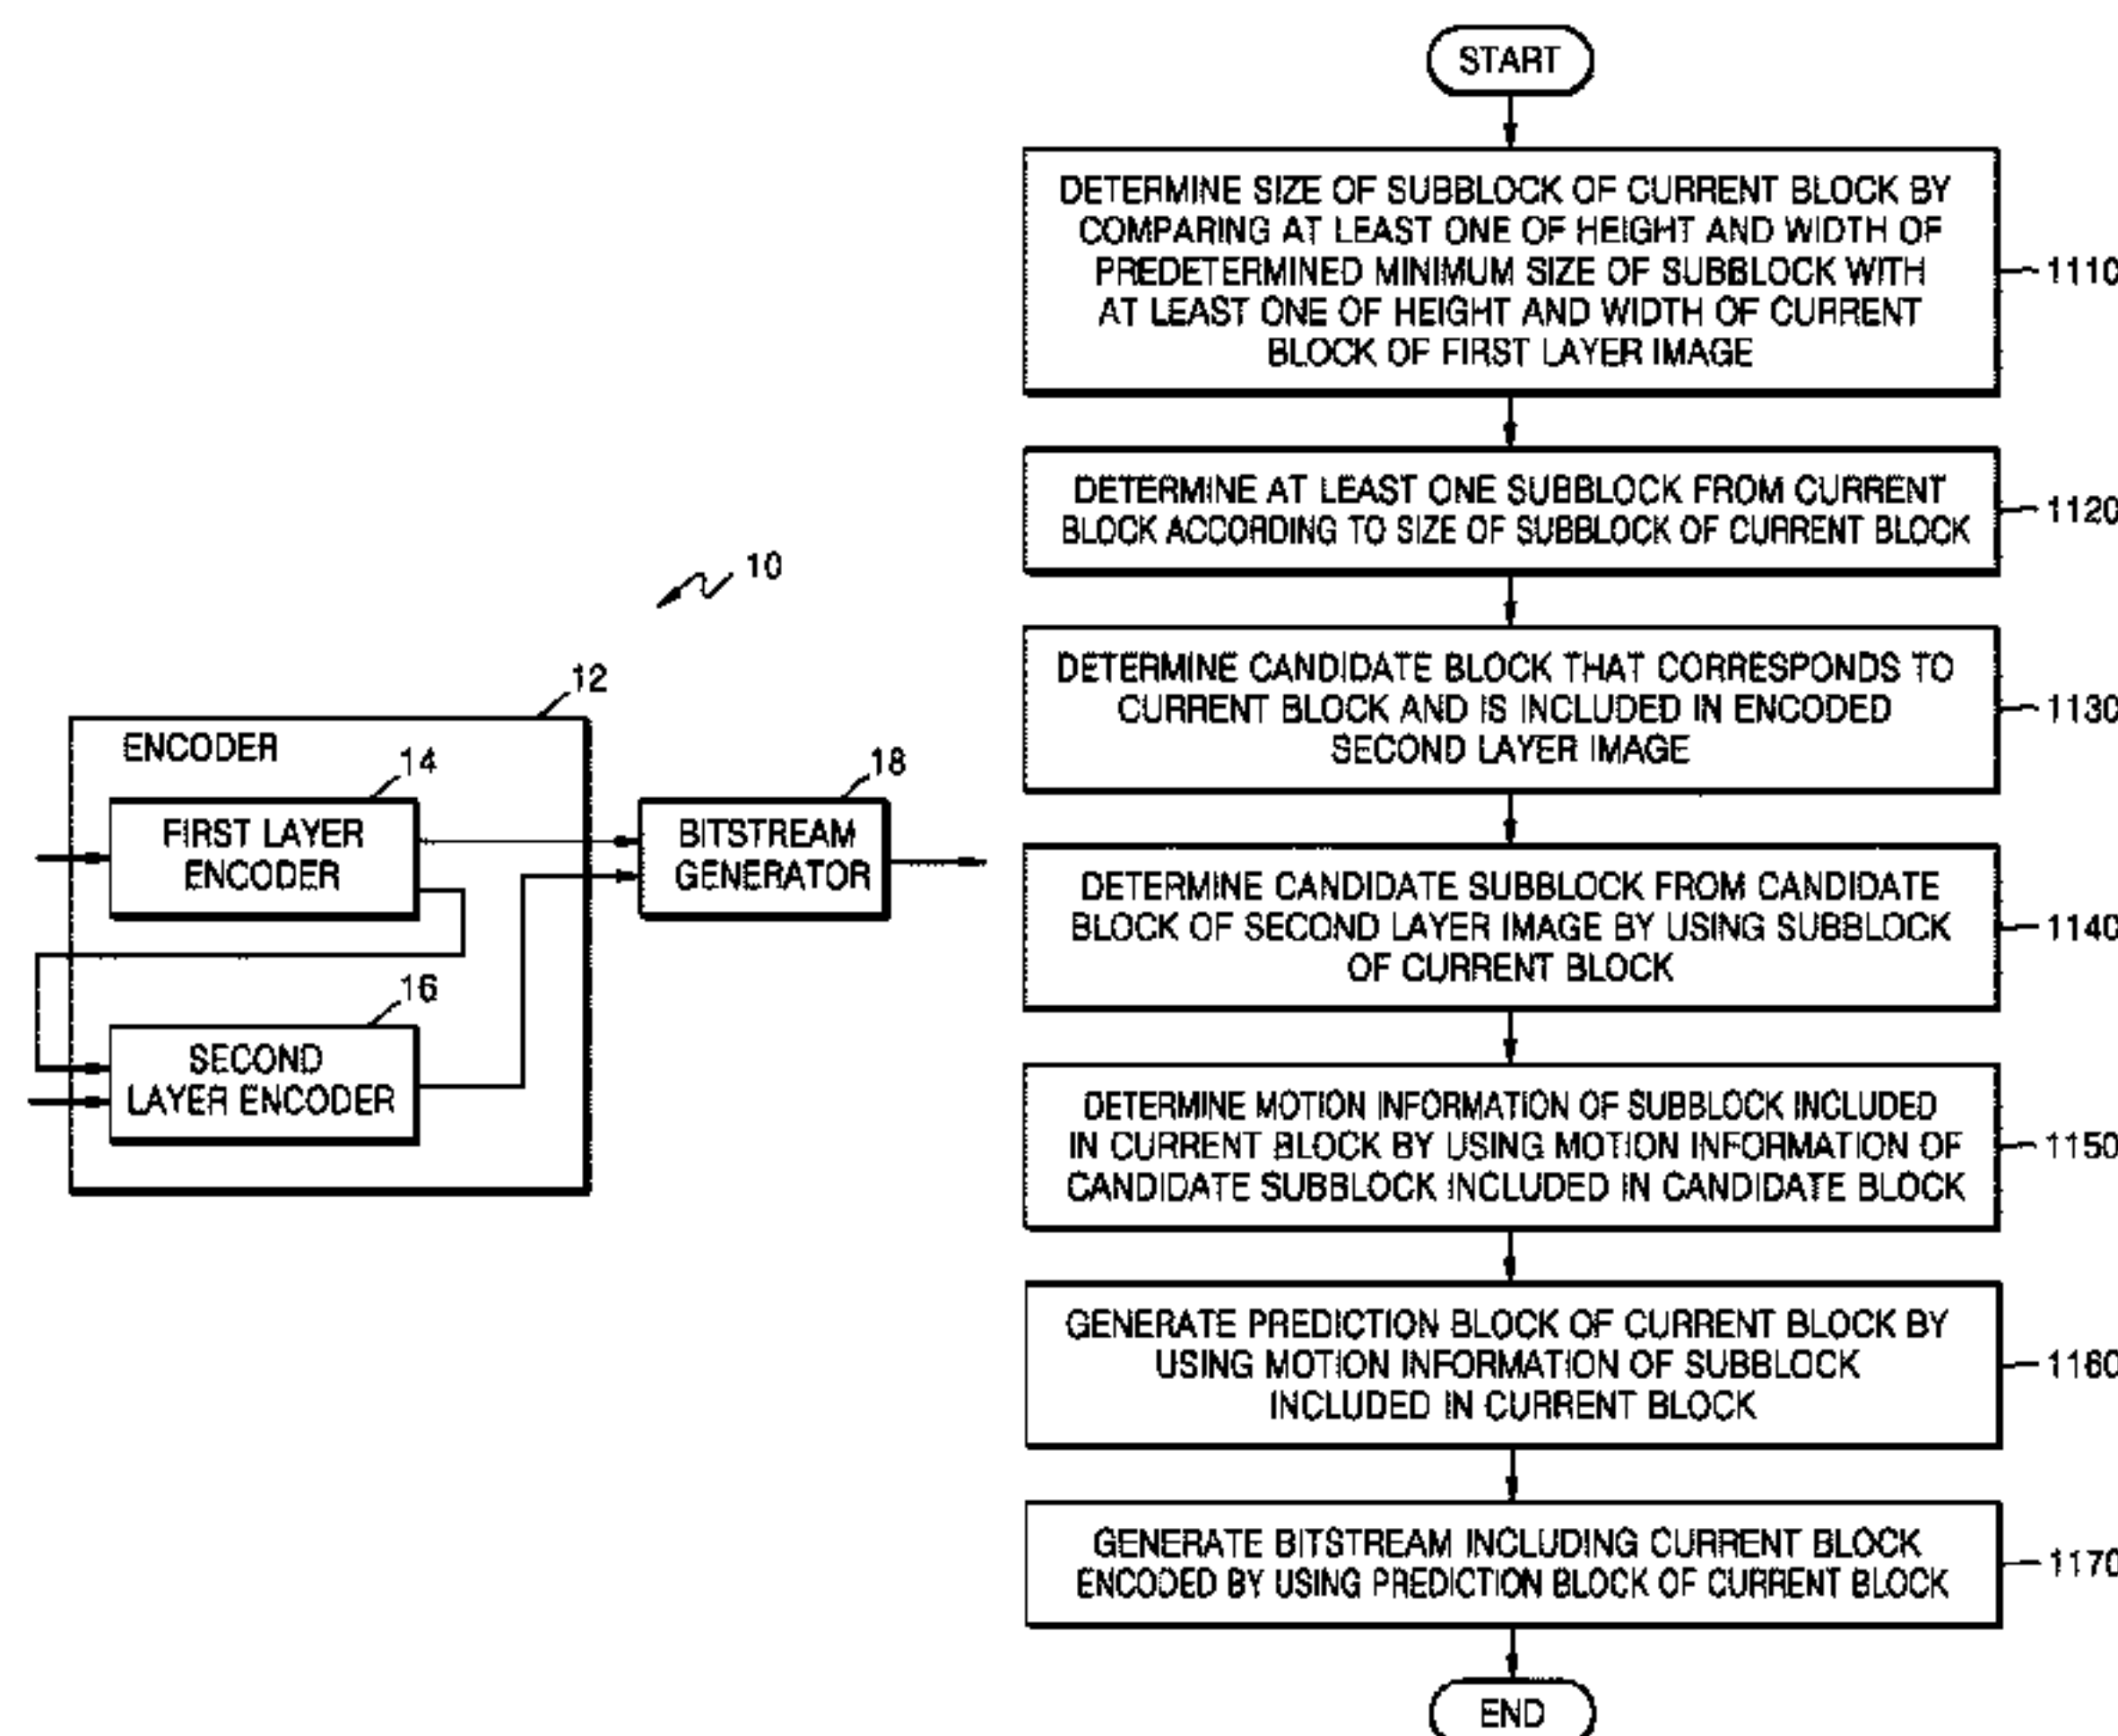 10
12
ENCODER
14
FIRST LAYER
ENCODER
18
BITSTREAM
GENERATOR
16
SECOND
LAYER ENCODER
START
DETERMINE SIZE OF SUBBLOCK OF CURRENT BLOCK BY
COMPARING AT LEAST ONE OF HEIGHT AND WIDTH OF
PREDETERMINED MINIMUM SIZE OF SUBBLOCK WITH
AT LEAST ONE OF HEIGHT AND WIDTH OF CURRENT
BLOCK OF FIRST LAYER IMAGE
1110
DETERMINE AT LEAST ONE SUBBLOCK FROM CURRENT
BLOCK ACCORDING TO SIZE OF SUBBLOCK OF CURRENT BLOCK
1120
DETERMINE CANDIDATE BLOCK THAT CORRESPONDS TO
CURRENT BLOCK AND IS INCLUDED IN ENCODED
SECOND LAYER IMAGE
1130
DETERMINE CANDIDATE SUBBLOCK FROM CANDIDATE
BLOCK OF SECOND LAYER IMAGE BY USING SUBBLOCK
OF CURRENT BLOCK
1140
DETERMINE MOTION INFORMATION OF SUBBLOCK INCLUDED
IN CURRENT BLOCK BY USING MOTION INFORMATION OF
CANDIDATE SUBBLOCK INCLUDED IN CANDIDATE BLOCK
1150
GENERATE PREDICTION BLOCK OF CURRENT BLOCK BY
USING MOTION INFORMATION OF SUBBLOCK
INCLUDED IN CURRENT BLOCK
1160
GENERATE BITSTREAM INCLUDING CURRENT BLOCK
ENCODED BY USING PREDICTION BLOCK OF CURRENT BLOCK
1170
END